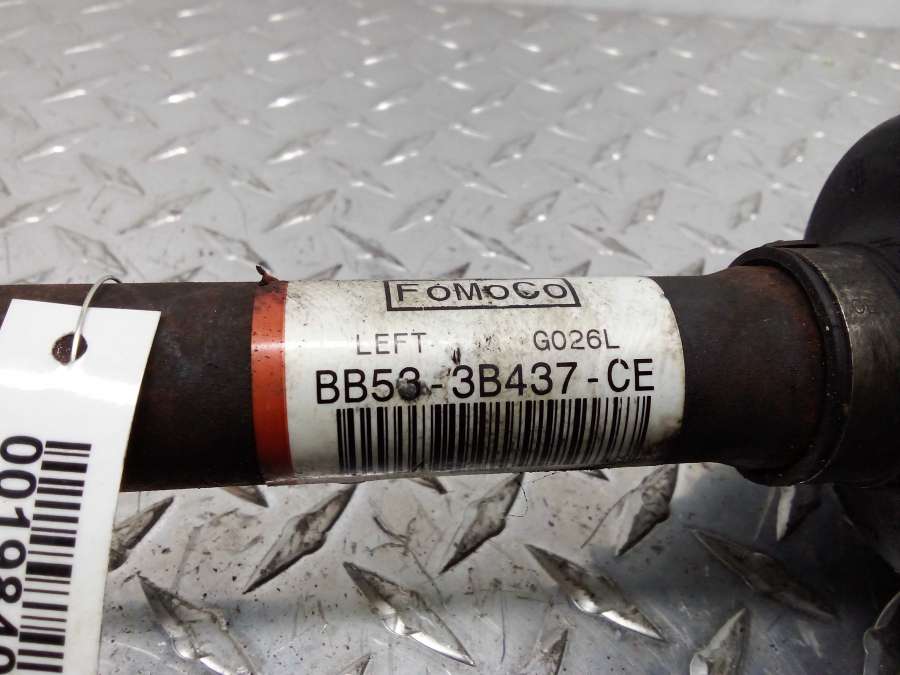 FoMoCo
LEFT G026L
BB53-3B437-CE